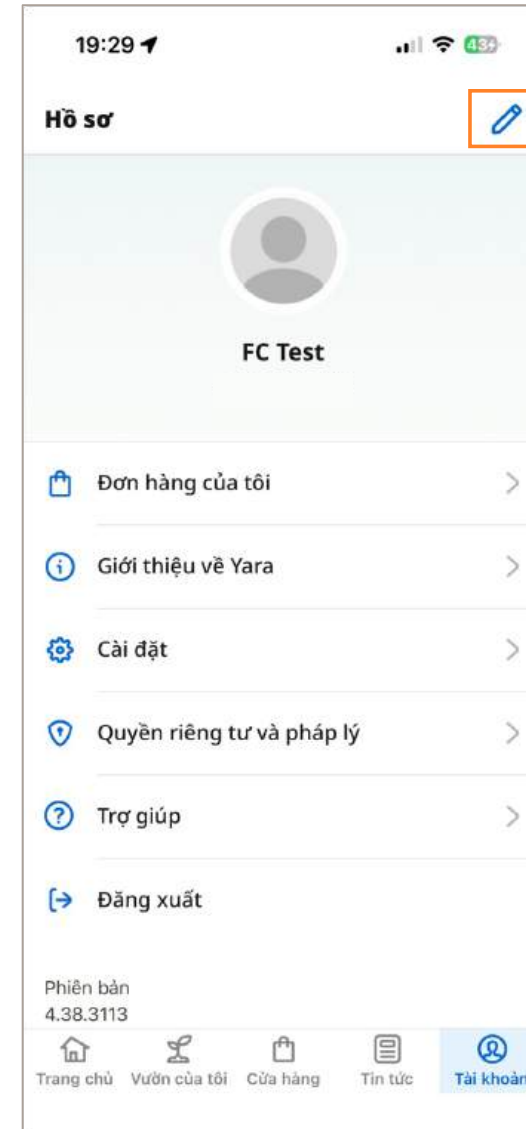 19:29
Hồ sơ
FC Test
Đơn hàng của tôi
Giới thiệu về Yara
Cài đặt
Quyền riêng tư và pháp lý
Trợ giúp
Đăng xuất
Phiên bản
4.38.3113
Trang chủ Vườn của tôi Cửa hàng Tin tức Tài khoản